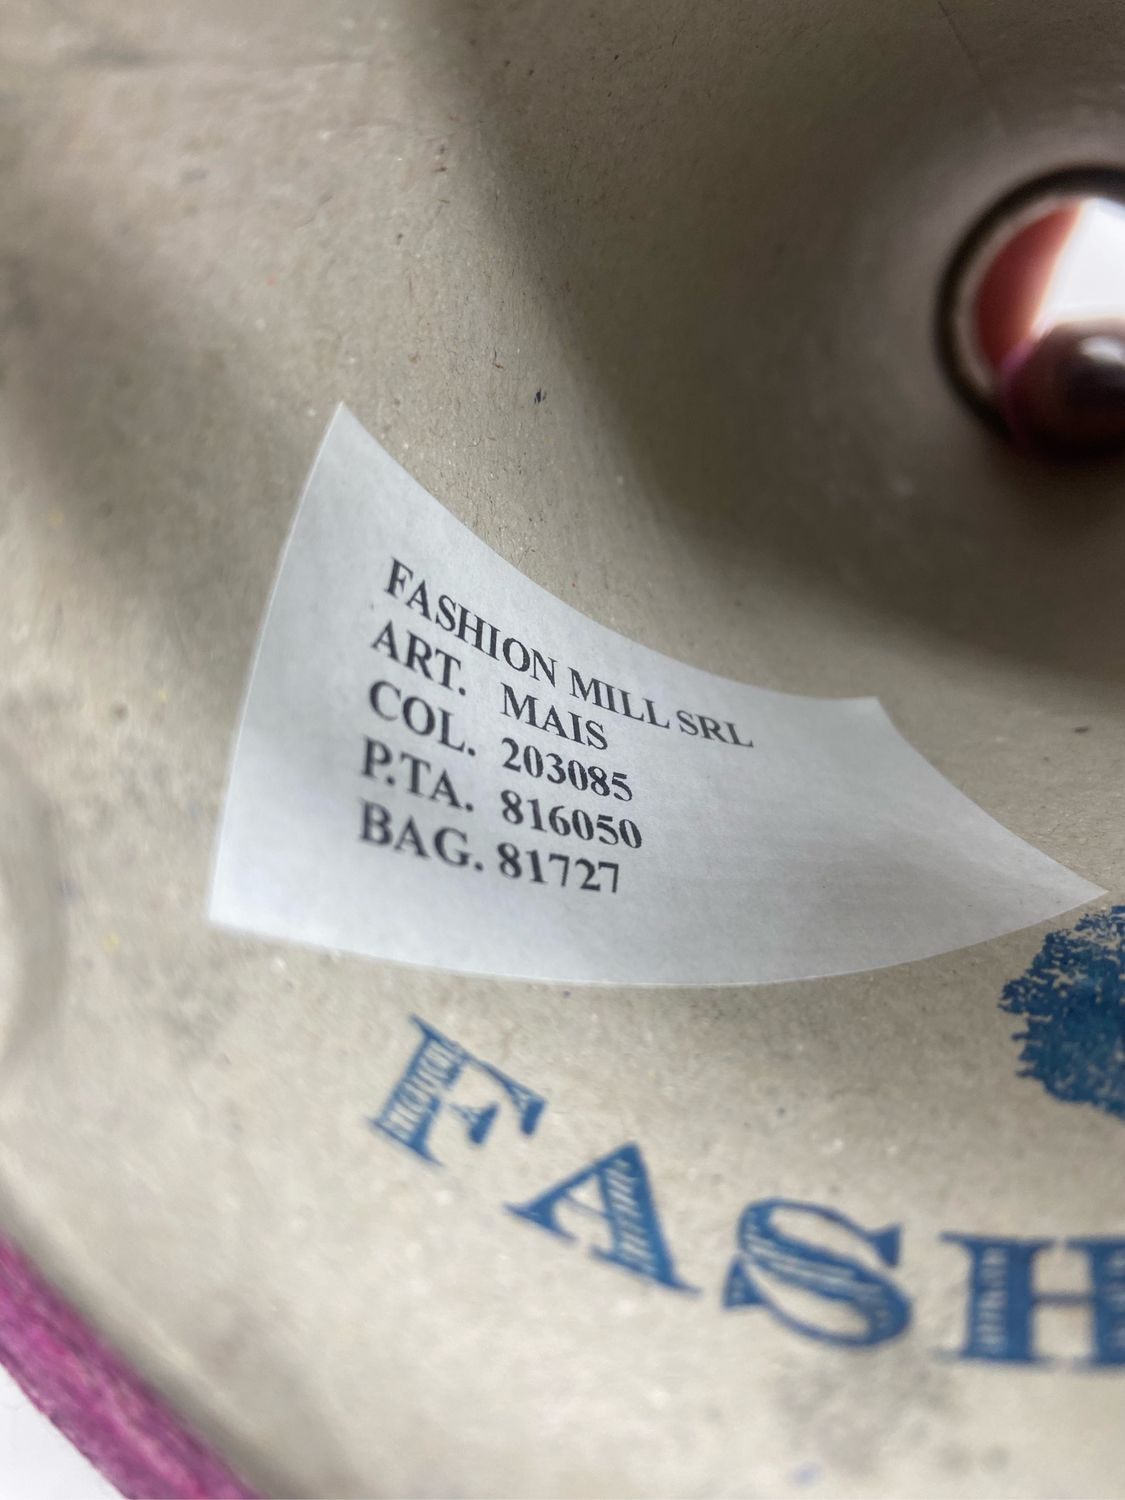 FASHION MILL SRL
ART. MAIS
COL. 203085
P.TA. 816050
BAG. 81727
FASH